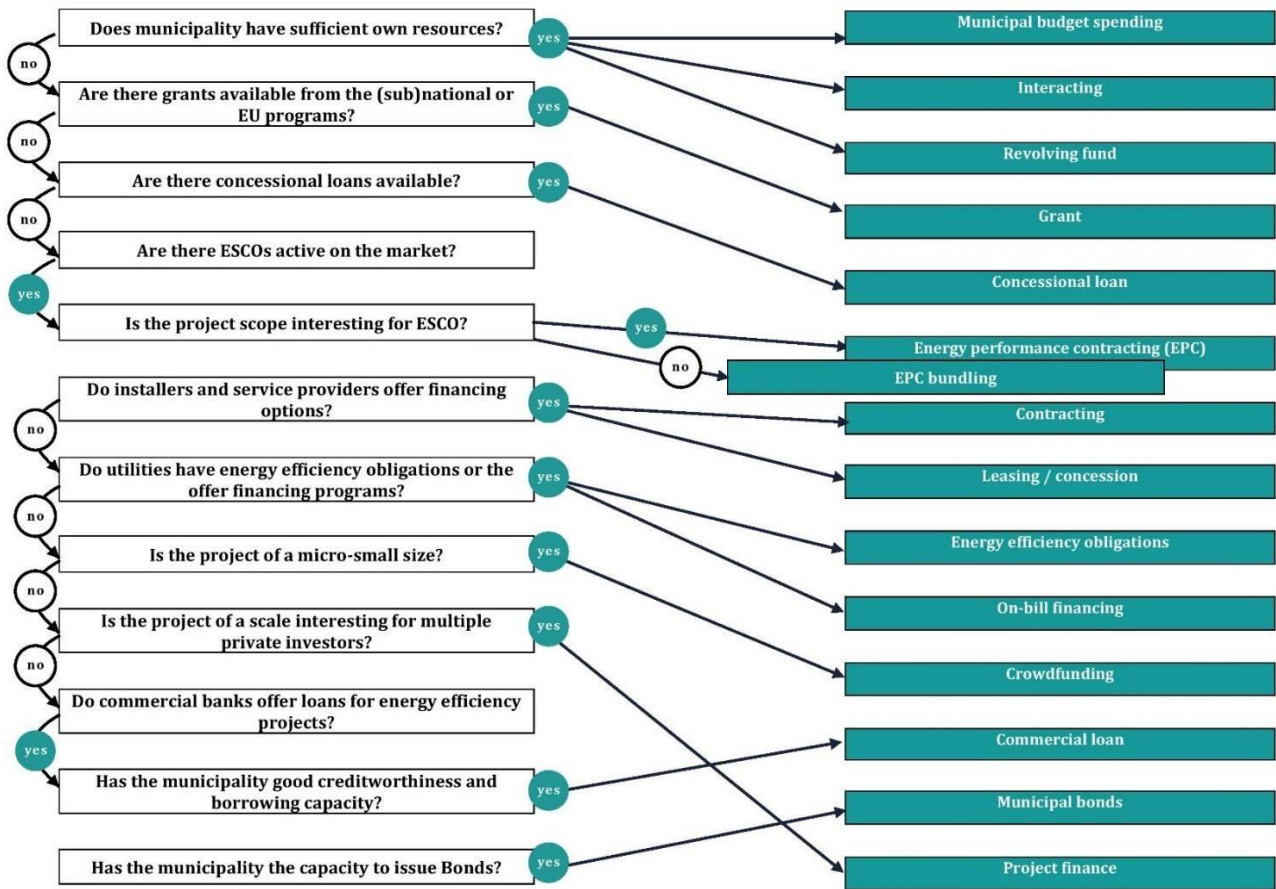 Does municipality have sufficient own resources?
yes
Municipal budget spending
no
Interacting
Are there grants available from the (sub)national or
EU programs?
yes
Revolving fund
no
Are there concessional loans available?
yes
Grant
no
Are there ESCOs active on the market?
Concessional loan
yes
Is the project scope interesting for ESCO?
yes
Energy performance contracting (EPC)
no
EPC bundling
Do installers and service providers offer financing
options?
yes
Contracting
no
Leasing / concession
Do utilities have energy efficiency obligations or the
offer financing programs?
yes
Energy efficiency obligations
no
Is the project of a micro-small size?
yes
On-bill financing
no
Is the project of a scale interesting for multiple
private investors?
yes
Crowdfunding
no
Do commercial banks offer loans for energy efficiency
projects?
Commercial loan
yes
Has the municipality good creditworthiness and
borrowing capacity?
yes
Municipal bonds
Has the municipality the capacity to issue Bonds?
yes
Project finance